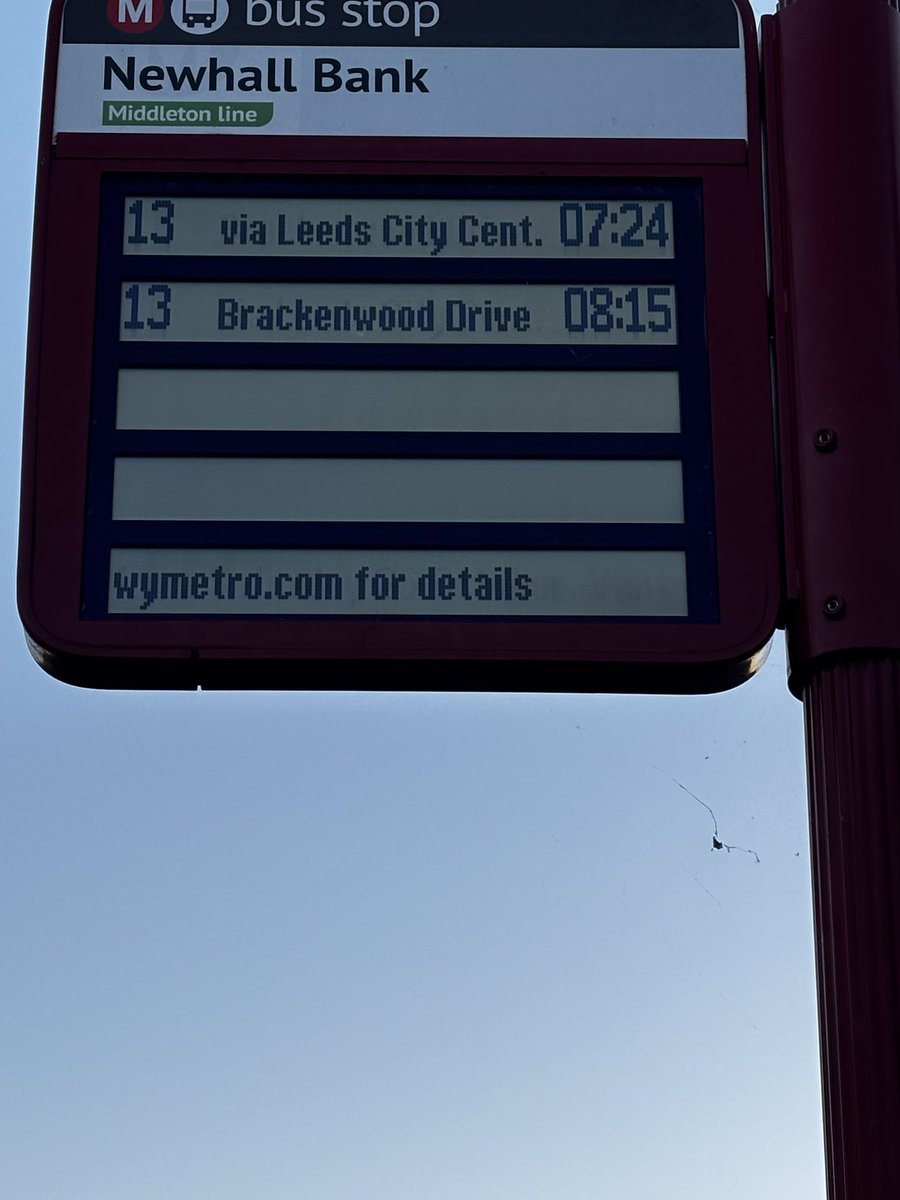 M bus stop
Newhall Bank
Middleton line
13 via Leeds City Cent. 07:24
13 Brackenwood Drive 08:15
wymetro.com for details